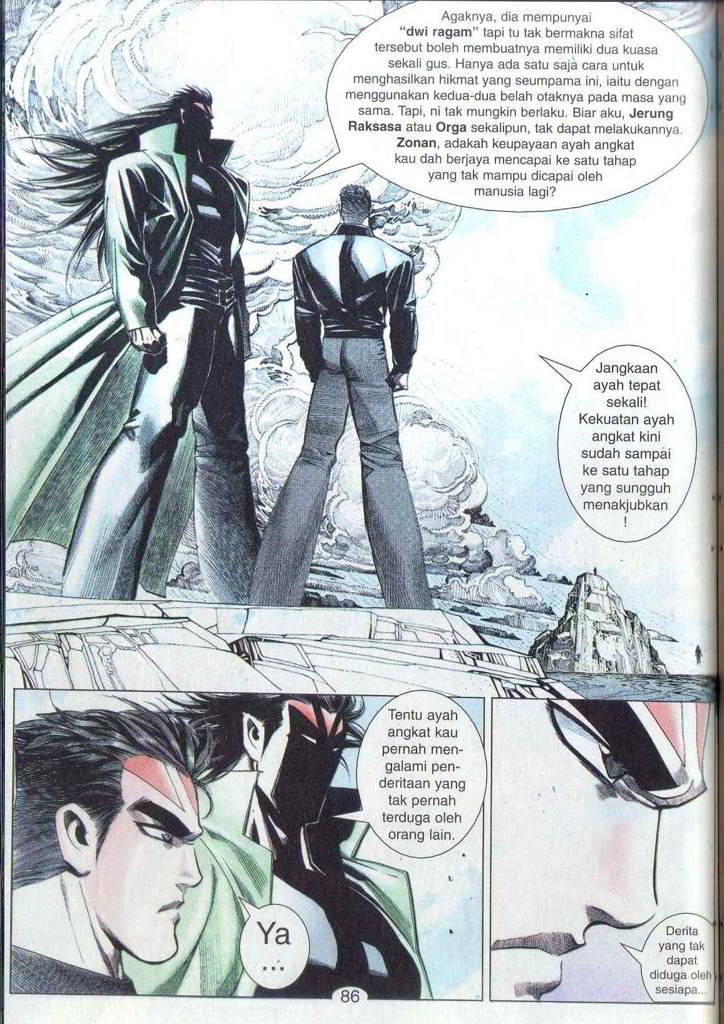 Agaknya, dia mempunyai
“dwi ragam” tapi tu tak bermakna sifat
tersebut boleh membuatnya memiliki dua kuasa
sekali gus. Hanya ada satu saja cara untuk
menghasilkan hikmat yang seumpama ini, iaitu dengan
menggunakan kedua-dua belah otaknya pada masa yang
sama. Tapi, ni tak mungkin berlaku. Biar aku, Jerung
Raksasa atau Orga sekalipun, tak dapat melakukannya.
Zonan, adakah keupayaan ayah angkat
kau dah berjaya mencapai ke satu tahap
yang tak mampu dicapai oleh
manusia lagi?
Jangkaan
ayah tepat
sekali!
Kekuatan ayah
angkat kini
sudah sampai
ke satu tahap
yang sungguh
menakjubkan
!
Tentu ayah
angkat kau
pernah men-
galami pen-
deritaan yang
tak pernah
terduga oleh
orang lain.
Ya
...
Derita
yang tak
dapat
diduga oleh
sesiapa...
86